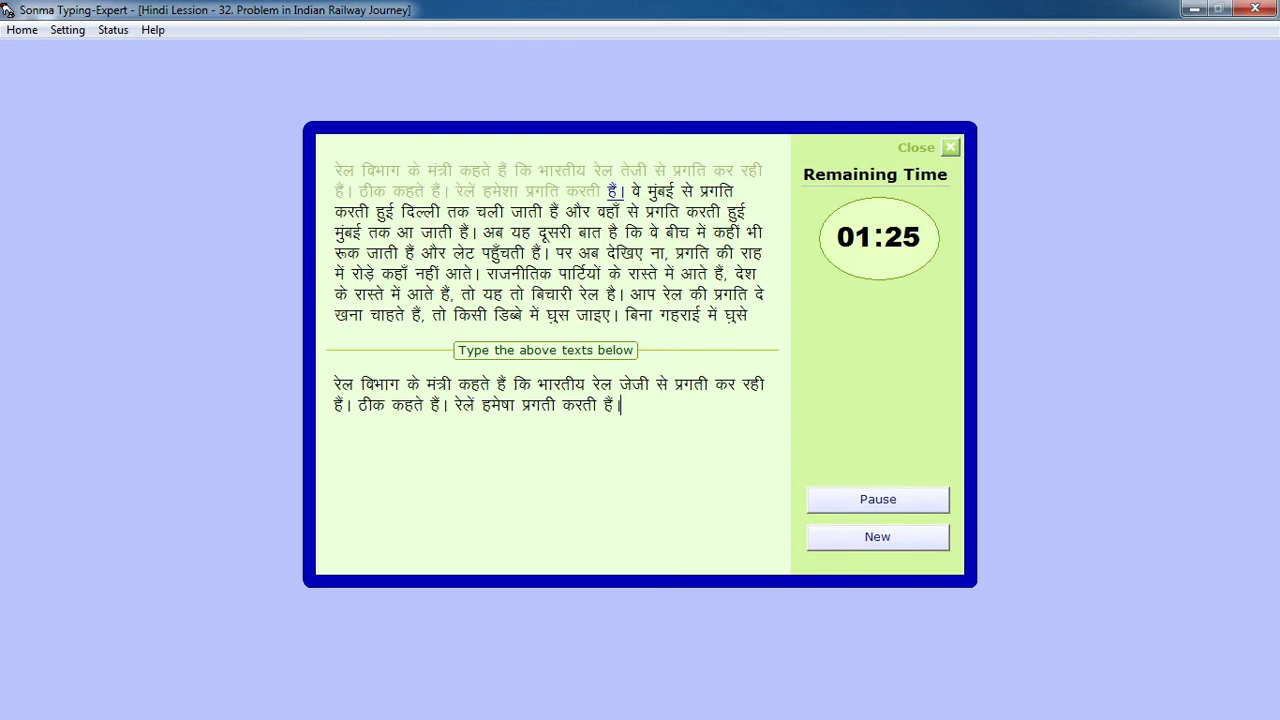 Sonma Typing-Expert - [Hindi Lession - 32. Problem in Indian Railway Journey]
Home Setting Status Help
Close
रेल विभाग के मंत्री कहते हैं कि भारतीय रेल तेजी से प्रगति कर रही
हैं। ठीक कहते हैं। रेलें हमेशा प्रगति करती हैं। वे मुंबई से प्रगति
करती हुई दिल्ली तक चली जाती हैं और वहाँ से प्रगति करती हुई
मुंबई तक आ जाती हैं। अब यह दूसरी बात है कि वे बीच में कहीं भी
रूक जाती हैं और लेट पहुँचती हैं। पर अब देखिए ना, प्रगति की राह
में रोड़े कहाँ नहीं आते। राजनीतिक पार्टियों के रास्ते में आते हैं, देश
के रास्ते में आते हैं, तो यह तो बिचारी रेल है। आप रेल की प्रगति दे
खना चाहते हैं, तो किसी डिब्बे में घुस जाइए। बिना गहराई में घुसे
Remaining Time
01:25
Type the above texts below
रेल विभाग के मंत्री कहते हैं कि भारतीय रेल जेजी से प्रगती कर रही
हैं। ठीक कहते हैं। रेलें हमेषा प्रगती करती हैं।
Pause
New